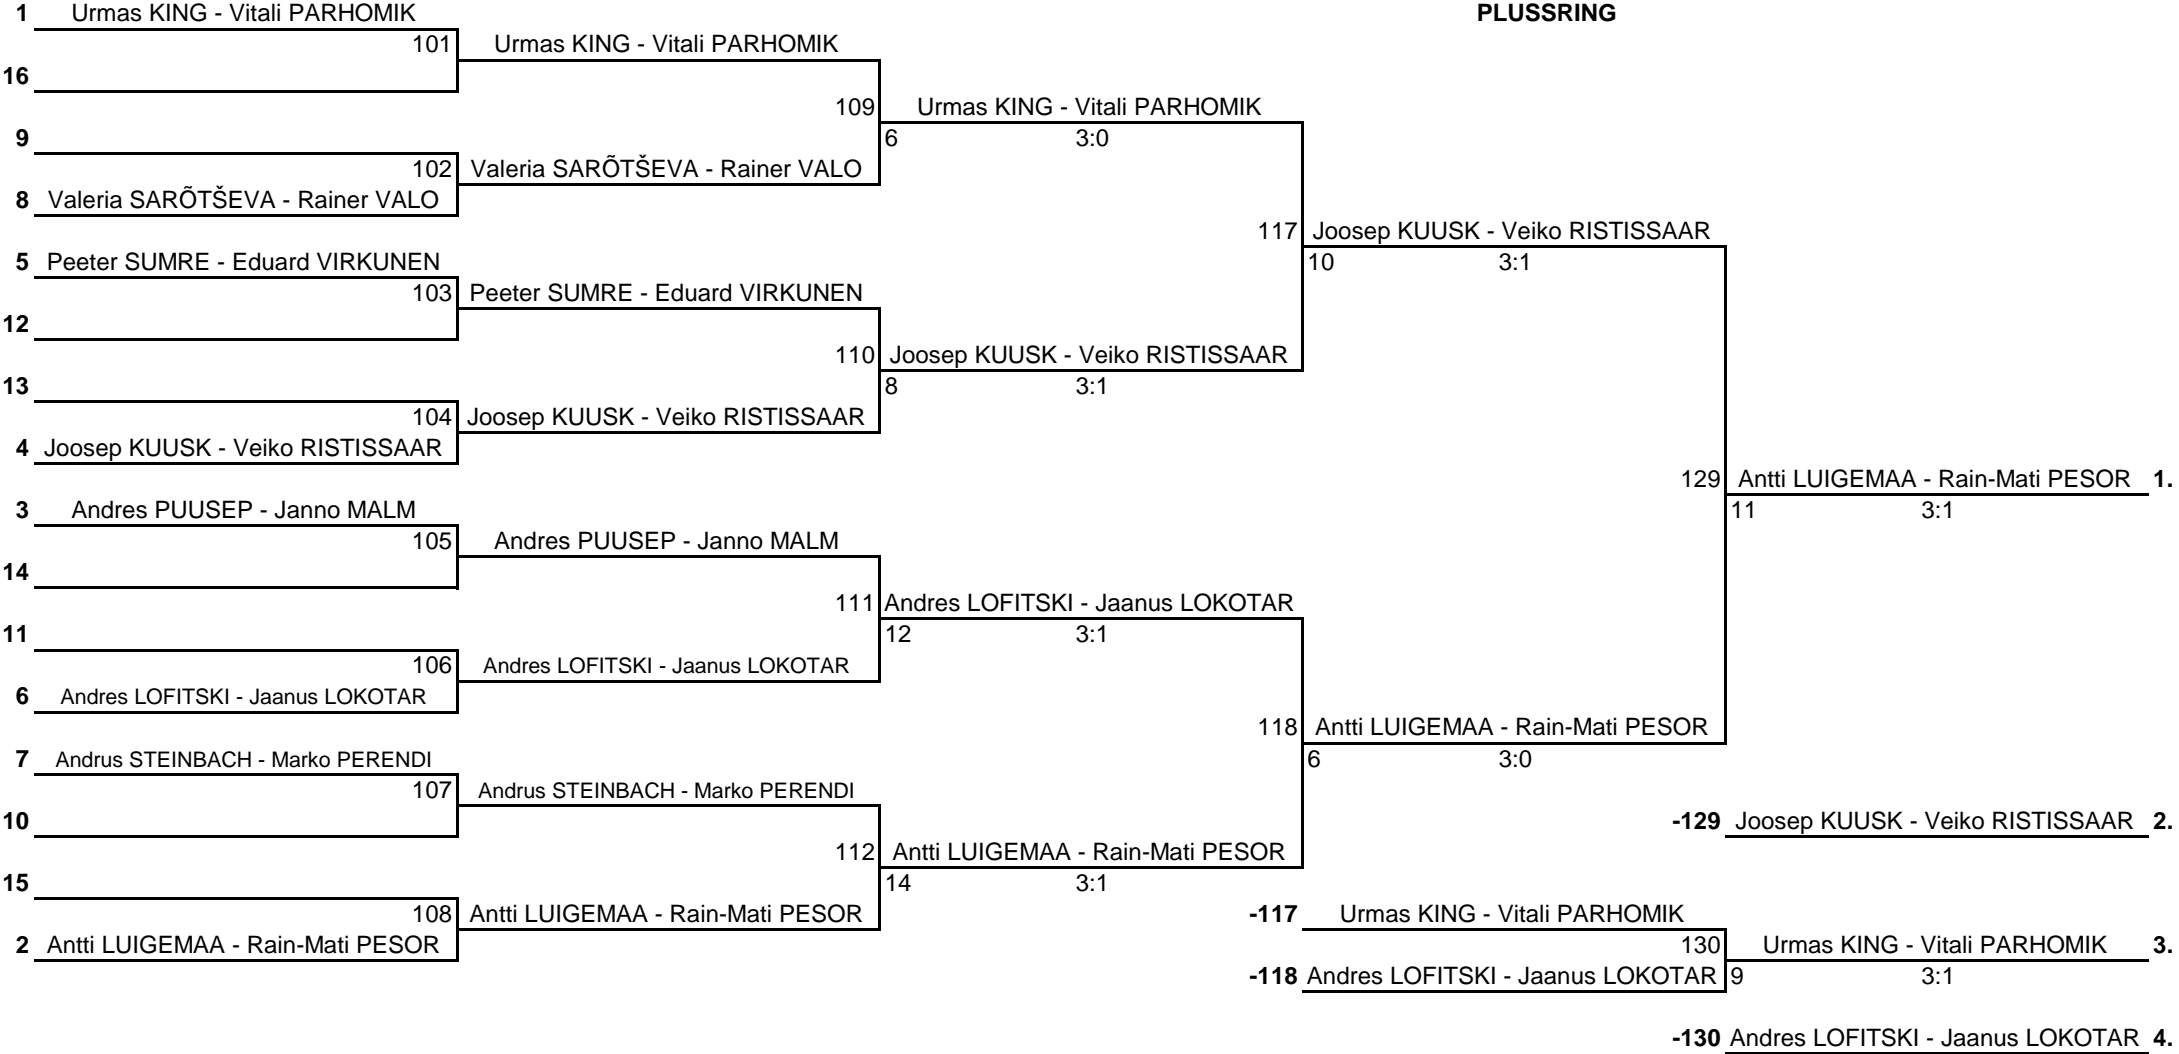 1 Urmas KING - Vitali PARHOMIK PLUSSRING
101 Urmas KING - Vitali PARHOMIK
16
109 Urmas KING - Vitali PARHOMIK
9 6 3:0
102 Valeria SARÕTŠEVA - Rainer VALO
8 Valeria SARÕTŠEVA - Rainer VALO
117 Joosep KUUSK - Veiko RISTISSAAR
5 Peeter SUMRE - Eduard VIRKUNEN 10 3:1
103 Peeter SUMRE - Eduard VIRKUNEN
12
110 Joosep KUUSK - Veiko RISTISSAAR
13 8 3:1
104 Joosep KUUSK - Veiko RISTISSAAR
4 Joosep KUUSK - Veiko RISTISSAAR
129 Antti LUIGEMAA - Rain-Mati PESOR 1.
3 Andres PUUSEP - Janno MALM 11 3:1
105 Andres PUUSEP - Janno MALM
14
111 Andres LOFITSKI - Jaanus LOKOTAR
11 12 3:1
106 Andres LOFITSKI - Jaanus LOKOTAR
6 Andres LOFITSKI - Jaanus LOKOTAR
118 Antti LUIGEMAA - Rain-Mati PESOR
7 Andrus STEINBACH - Marko PERENDI 6 3:0
107 Andrus STEINBACH - Marko PERENDI
10 -129 Joosep KUUSK - Veiko RISTISSAAR 2.
112 Antti LUIGEMAA - Rain-Mati PESOR
15 14 3:1
108 Antti LUIGEMAA - Rain-Mati PESOR -117 Urmas KING - Vitali PARHOMIK
2 Antti LUIGEMAA - Rain-Mati PESOR 130 Urmas KING - Vitali PARHOMIK 3.
-118 Andres LOFITSKI - Jaanus LOKOTAR 9 3:1
-130 Andres LOFITSKI - Jaanus LOKOTAR 4.